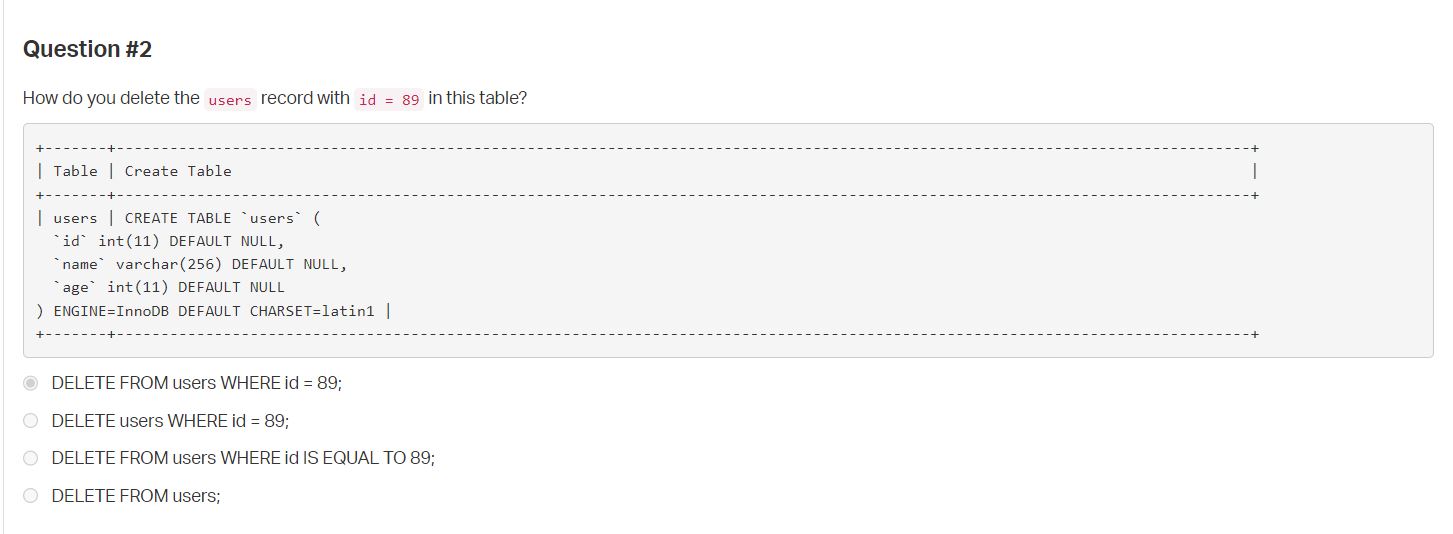 Question #2
How do you delete the users record with id = 89 in this table?
+-------+--------------------------------------------------------------------------------------------------------------------------------+
| Table | Create Table                                                                                                                   |
+-------+--------------------------------------------------------------------------------------------------------------------------------+
| users | CREATE TABLE `users` (
  `id` int(11) DEFAULT NULL,
  `name` varchar(256) DEFAULT NULL,
  `age` int(11) DEFAULT NULL
) ENGINE=InnoDB DEFAULT CHARSET=latin1 |
+-------+--------------------------------------------------------------------------------------------------------------------------------+
DELETE FROM users WHERE id = 89;
DELETE users WHERE id = 89;
DELETE FROM users WHERE id IS EQUAL TO 89;
DELETE FROM users;